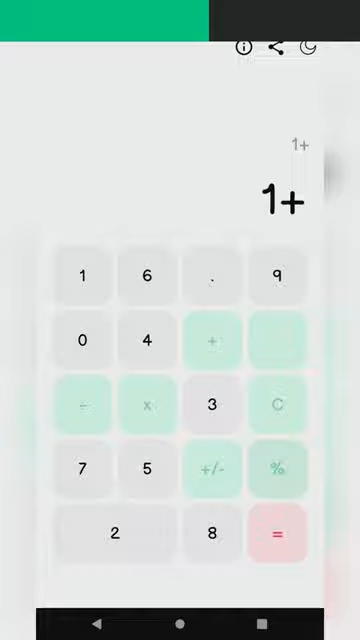 1+
1+
1 6 . 9
0 4 +
÷ x 3 C
7 5 +/- %
2 8 =